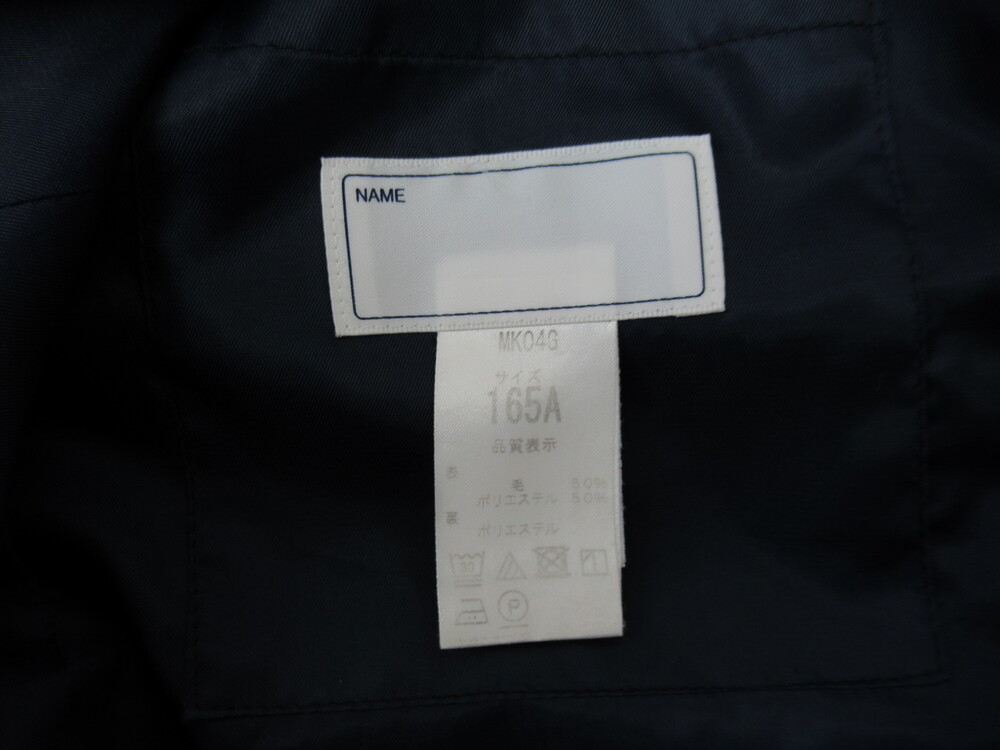 NAME
MK04G
サイズ
165A
品質表示
表
毛 50%
ポリエステル 50%
裏
ポリエステル
P